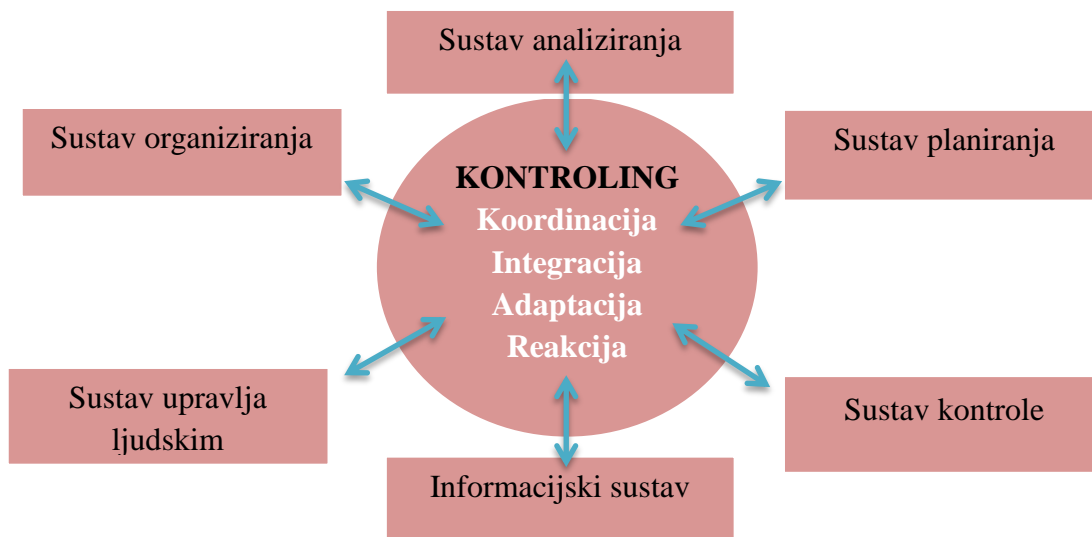 Sustav analiziranja
Sustav organiziranja
Sustav planiranja
KONTROLING
Koordinacija
Integracija
Adaptacija
Reakcija
Sustav upravlja
ljudskim
Sustav kontrole
Informacijski sustav